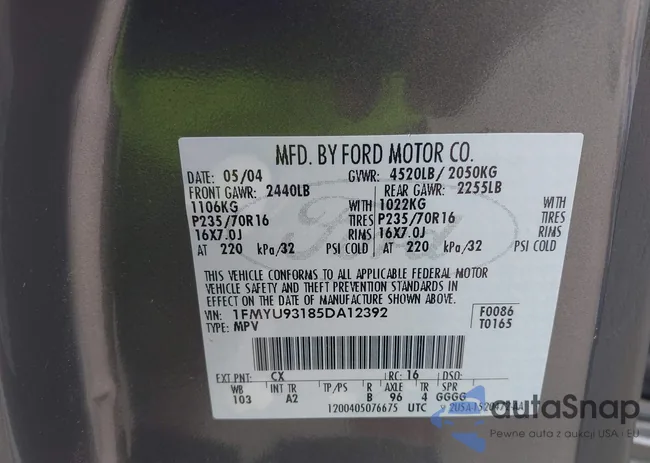 MFD. BY FORD MOTOR CO.
DATE: 05/04 GVWR: 4520LB/ 2050KG
FRONT GAWR: 2440LB REAR GAWR: 2255LB
1106KG WITH 1022KG WITH
P235/70R16 TIRES P235/70R16 TIRES
16X7.0J RIMS 16X7.0J RIMS
AT 220 kPa/32 PSI COLD AT 220 kPa/32 PSI COLD
Ford
THIS VEHICLE CONFORMS TO ALL APPLICABLE FEDERAL MOTOR
VEHICLE SAFETY AND THEFT PREVENTION STANDARDS
IN EFFECT ON THE DATE OF MANUFACTURE SHOWN ABOVE.
VIN: 1FMYU93185DA12392 F0086
TYPE: MPV T0165
EXT PNT: CX RC: 16 DSO:
WB INT TR TP/PS R AXLE TR SPR
103 A2 B 96 4 GGGG
1200405076675 UTC
autoSnap
Pewne auta z aukcji USA i EU